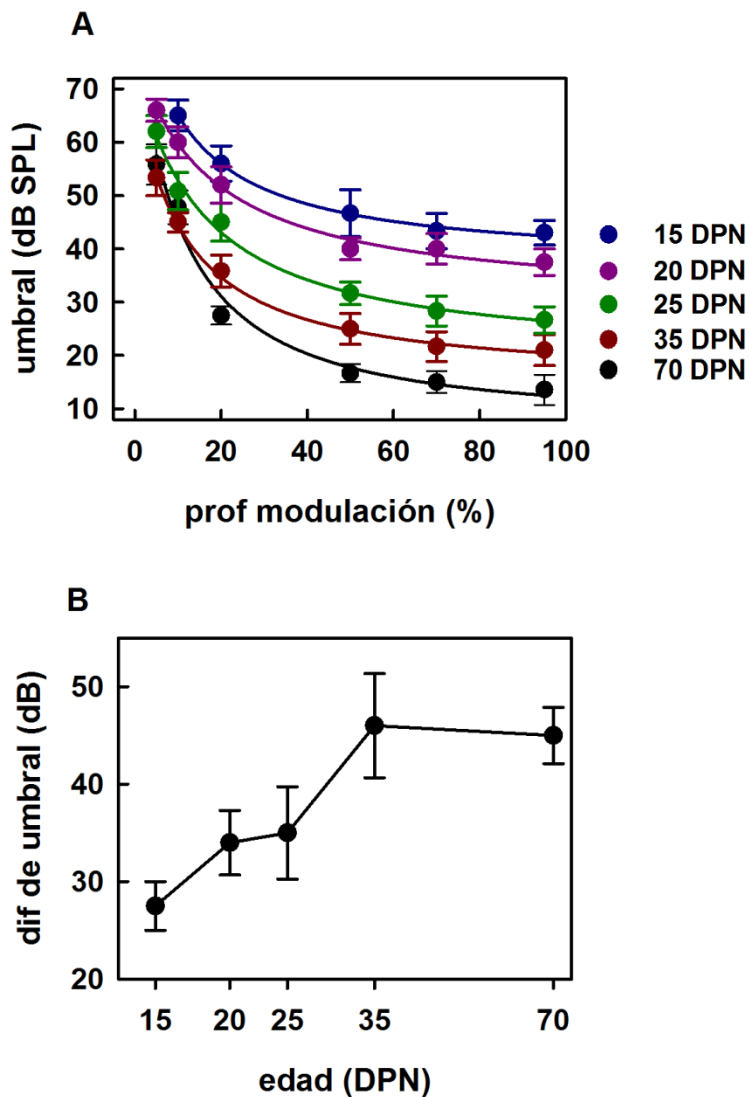 A
umbral (dB SPL)
70
60
50
40
30
20
10
0 20 40 60 80 100
prof modulación (%)
15 DPN
20 DPN
25 DPN
35 DPN
70 DPN
B
dif de umbral (dB)
50
40
30
20
15 20 25 35 70
edad (DPN)